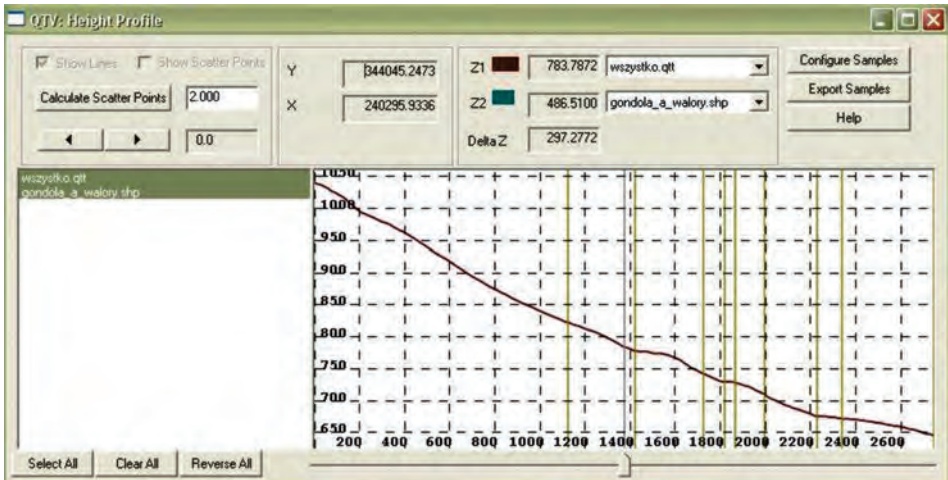 QTV: Height Profile
Show Lines Show Scatter Points
Calculate Scatter Points 2.000
0.0
Y 344045.2473
X 240295.9336
Z1 783.7872 wszystko.qtt
Z2 486.5100 gondola_a_walory.shp
Delta Z 297.2772
Configure Samples
Export Samples
Help
wszystko.qtt
gondola_a_walory.shp
1050
1000
950
900
850
800
750
700
650
200 400 600 800 1000 1200 1400 1600 1800 2000 2200 2400 2600
Select All Clear All Reverse All